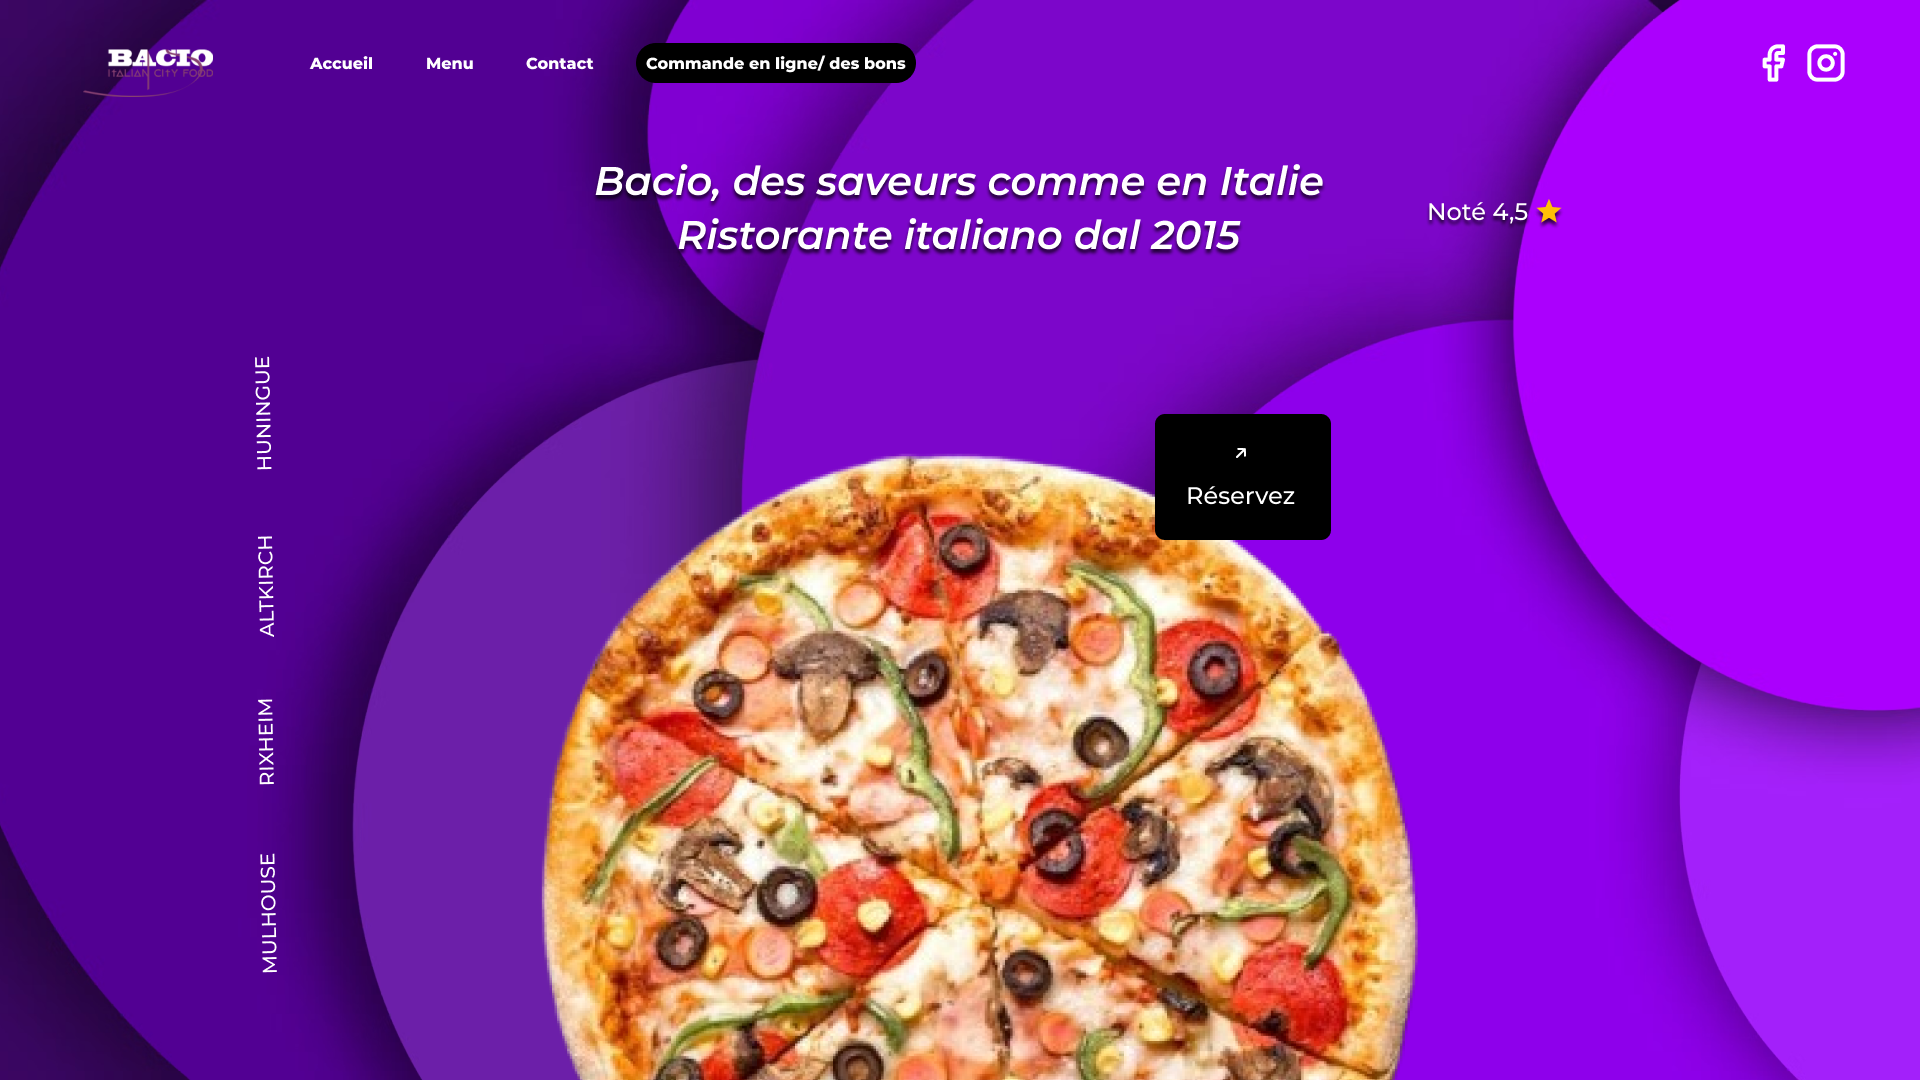 BACIO
ITALIAN CITY FOOD
Accueil
Menu
Contact
Commande en ligne/ des bons
Bacio, des saveurs comme en Italie
Ristorante italiano dal 2015
Noté 4,5
Réservez
HUNINGUE
ALTKIRCH
RIXHEIM
MULHOUSE